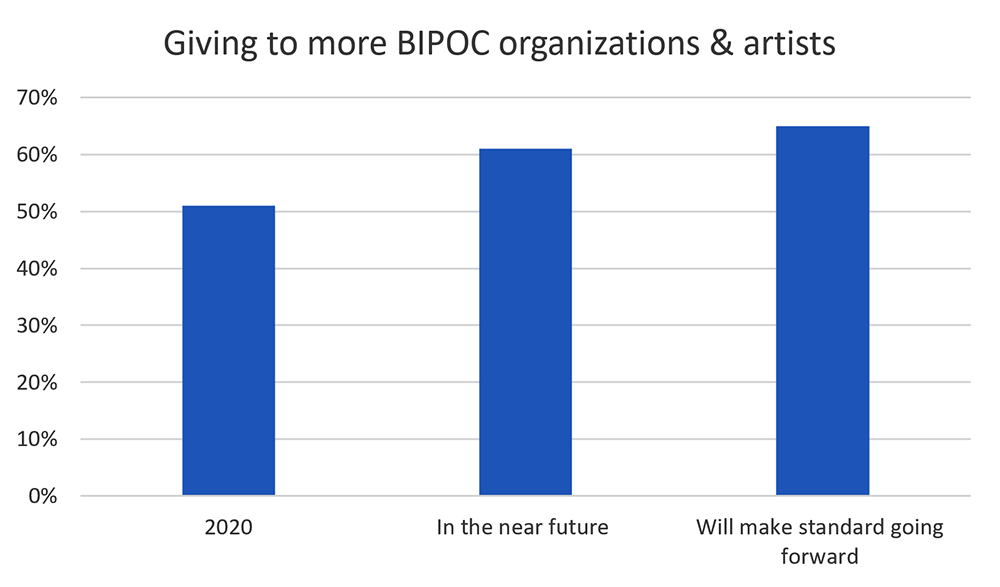 Giving to more BIPOC organizations & artists
70%
60%
50%
40%
30%
20%
10%
0%
2020
In the near future
Will make standard going
forward